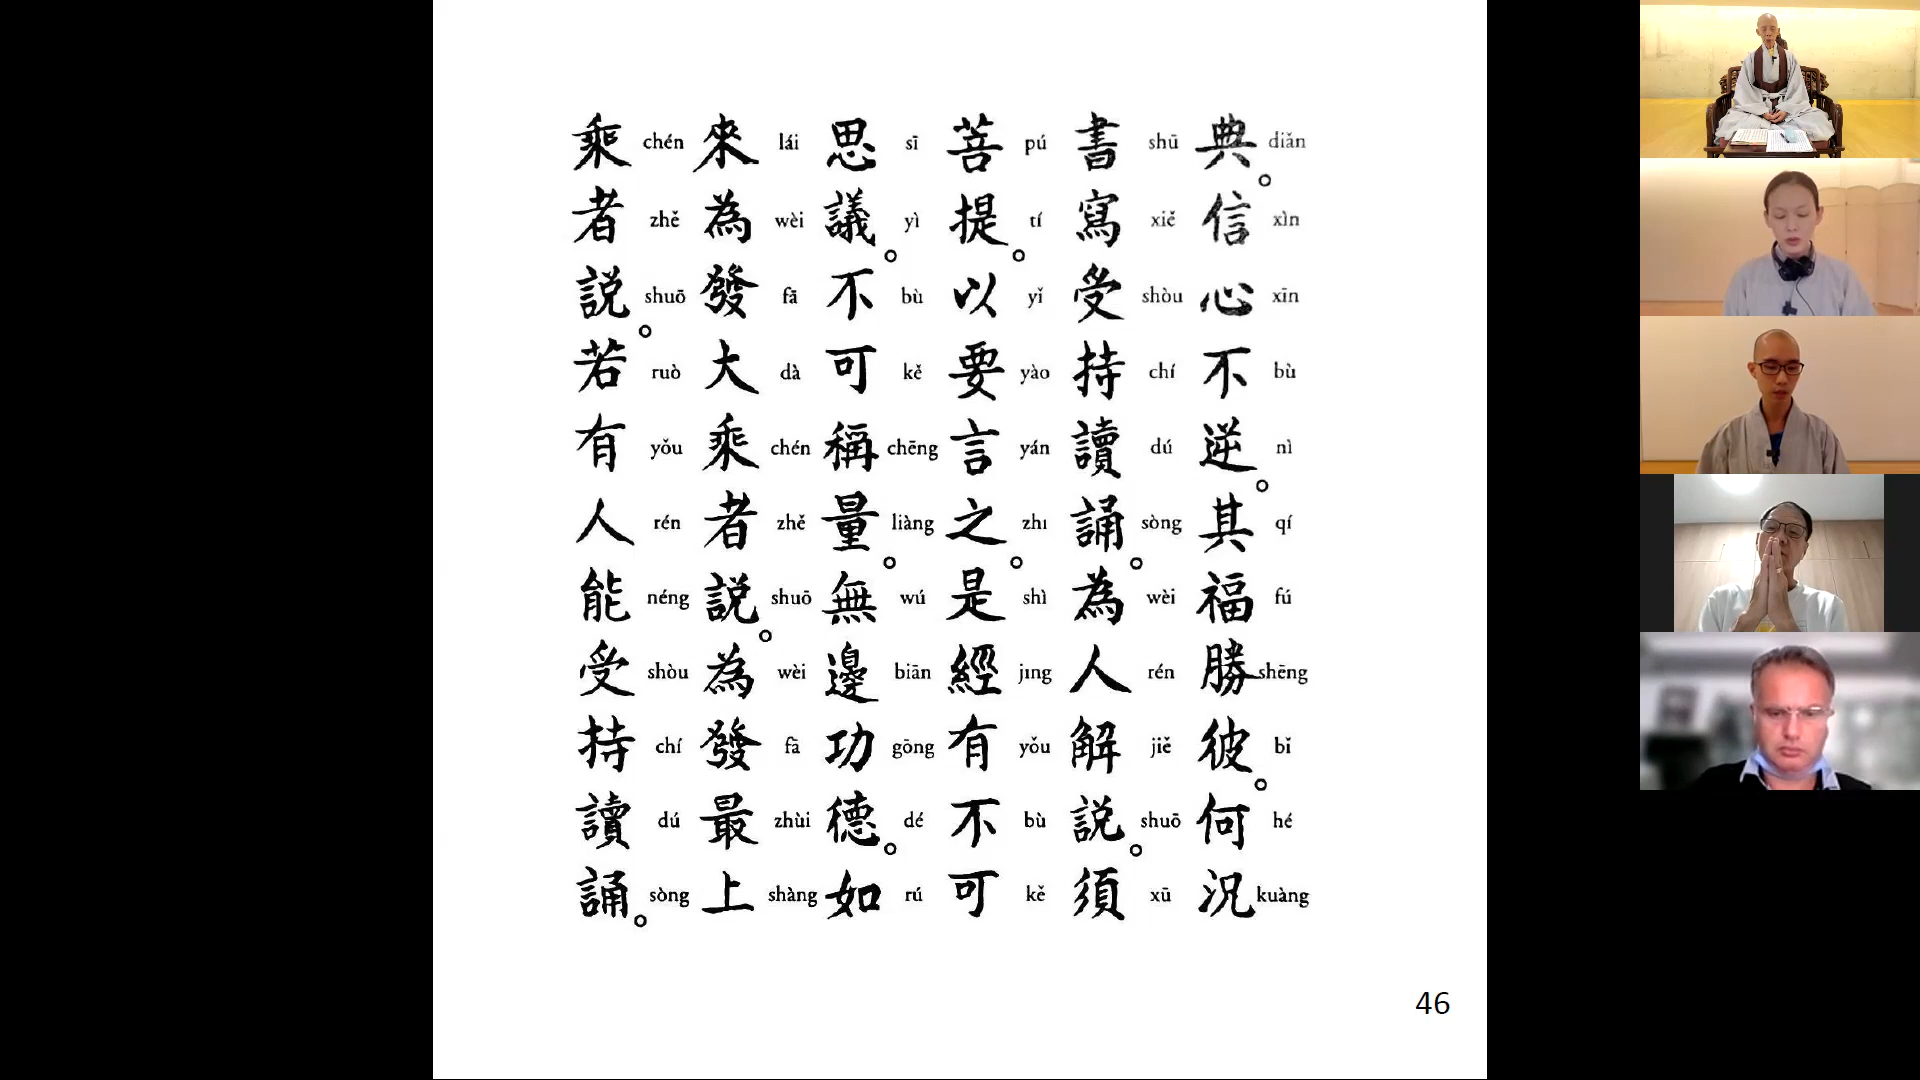 典。信心不逆。其福勝彼。何況
diǎn xìn xīn bù nì qí fú shēng bǐ hé kuàng
書寫受持讀誦。為人解説。須
shū xiě shòu chí dú sòng wèi rén jiě shuō xū
菩提。以要言之。是經有不可
pú tí yǐ yào yán zhı shì jıng yǒu bù kě
思議。不可稱量。無邊功德。如
sī yì bù kě chēng liàng wú biān gōng dé rú
來為發大乘者説。為發最上
lái wèi fā dà chén zhě shuō wèi fā zhùi shàng
乘者説。若有人能受持讀誦。
chén zhě shuō ruò yǒu rén néng shòu chí dú sòng
46